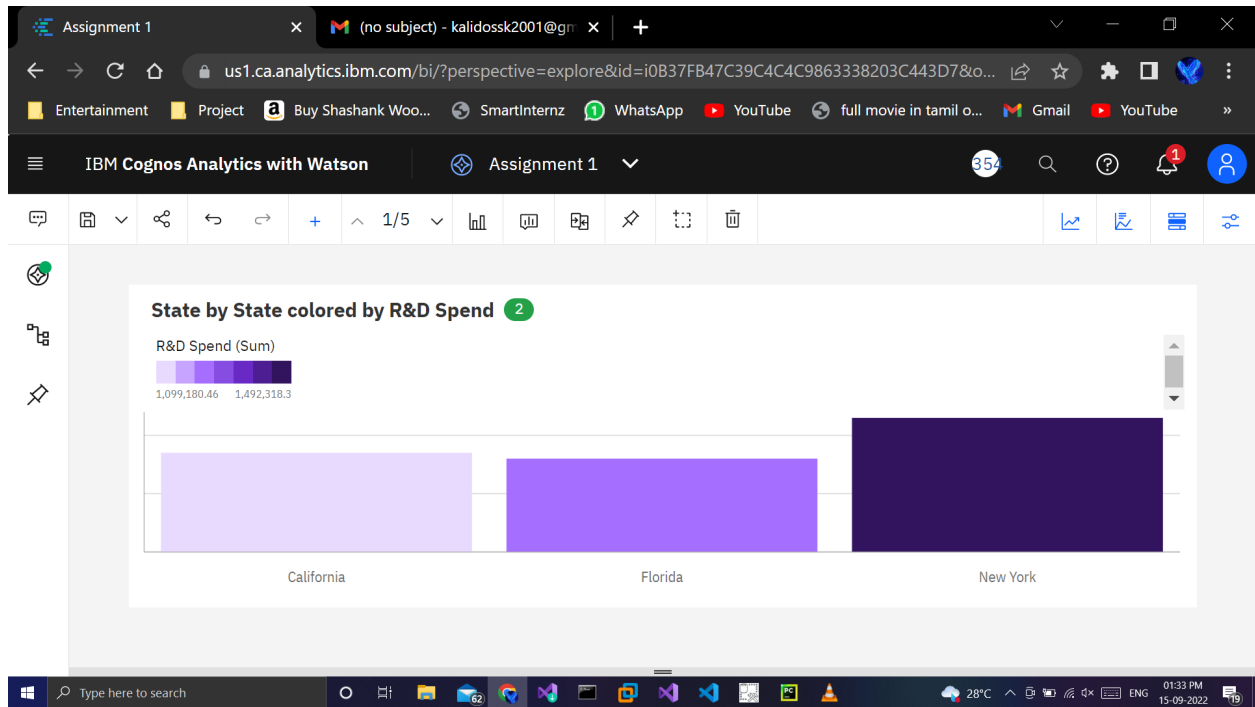 Assignment 1
(no subject) - kalidossk2001@gm
us1.ca.analytics.ibm.com/bi/?perspective=explore&id=i0B37FB47C39C4C4C9863338203C443D7&o...
Entertainment Project a Buy Shashank Woo... SmartInternz 1 WhatsApp YouTube full movie in tamil o... Gmail YouTube »
IBM Cognos Analytics with Watson Assignment 1 354 1
1/5
State by State colored by R&D Spend 2
R&D Spend (Sum)
1,099,180.46 1,492,318.3
California Florida New York
Type here to search 62 PC 28°C ENG 01:33 PM
15-09-2022 19